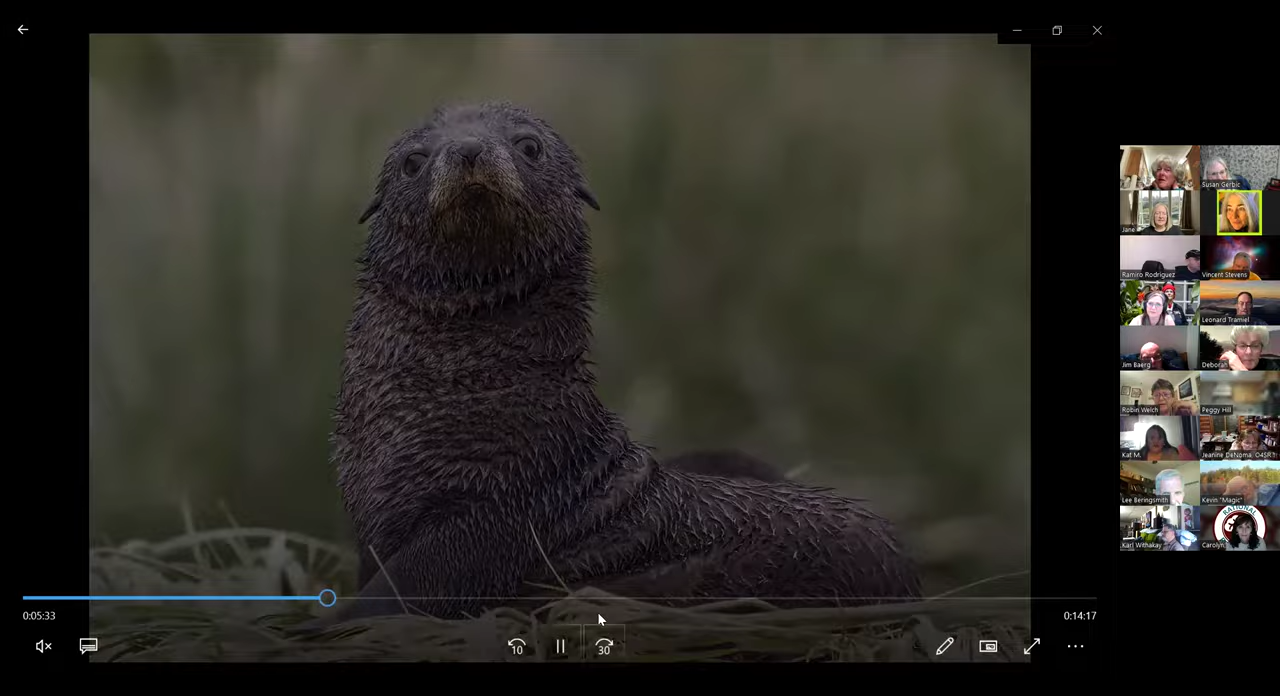 Susan Gerbic
Jane
Ramiro Rodriguez
Vincent Stevens
Leonard Tramiel
Jim Baerg
Deborah
Robin Welch
Peggy Hill
Kat M.
Jeanine DeNoma
Lee Beringsmith
Kevin "Magic"
RATIONAL
Karl Withakay
Carolyn
0:05:33
0:14:17
10
30